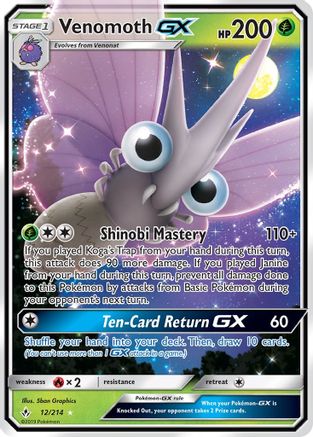 STAGE 1 Venomoth GX HP 200
Evolves from Venonat
Shinobi Mastery 110+
If you played Koga's Trap from your hand during this turn,
this attack does 90 more damage. If you played Janine
from your hand during this turn, prevent all damage done
to this Pokémon by attacks from Basic Pokémon during
your opponent's next turn.
Ten-Card Return GX 60
Shuffle your hand into your deck. Then, draw 10 cards.
(You can't use more than 1 GX attack in a game.)
weakness ×2 resistance retreat
Pokémon-GX rule
Illus. 5ban Graphics
When your Pokémon-GX is
Knocked Out, your opponent takes 2 Prize cards.
12/214
©2019 Pokémon